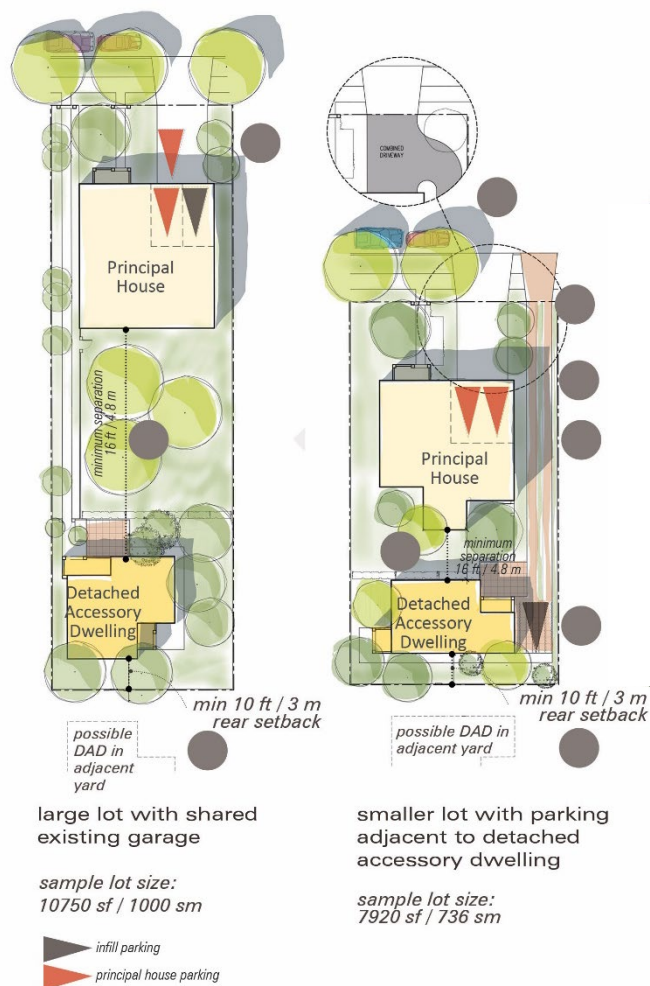 COMBINED
DRIVEWAY
Principal
House
minimum separation
16 ft / 4.8 m
Detached
Accessory
Dwelling
min 10 ft / 3 m
rear setback
possible
DAD in
adjacent
yard
large lot with shared
existing garage
sample lot size:
10750 sf / 1000 sm
infill parking
principal house parking
Principal
House
minimum
separation
16 ft / 4.8 m
Detached
Accessory
Dwelling
min 10 ft / 3 m
rear setback
possible DAD in
adjacent yard
smaller lot with parking
adjacent to detached
accessory dwelling
sample lot size:
7920 sf / 736 sm